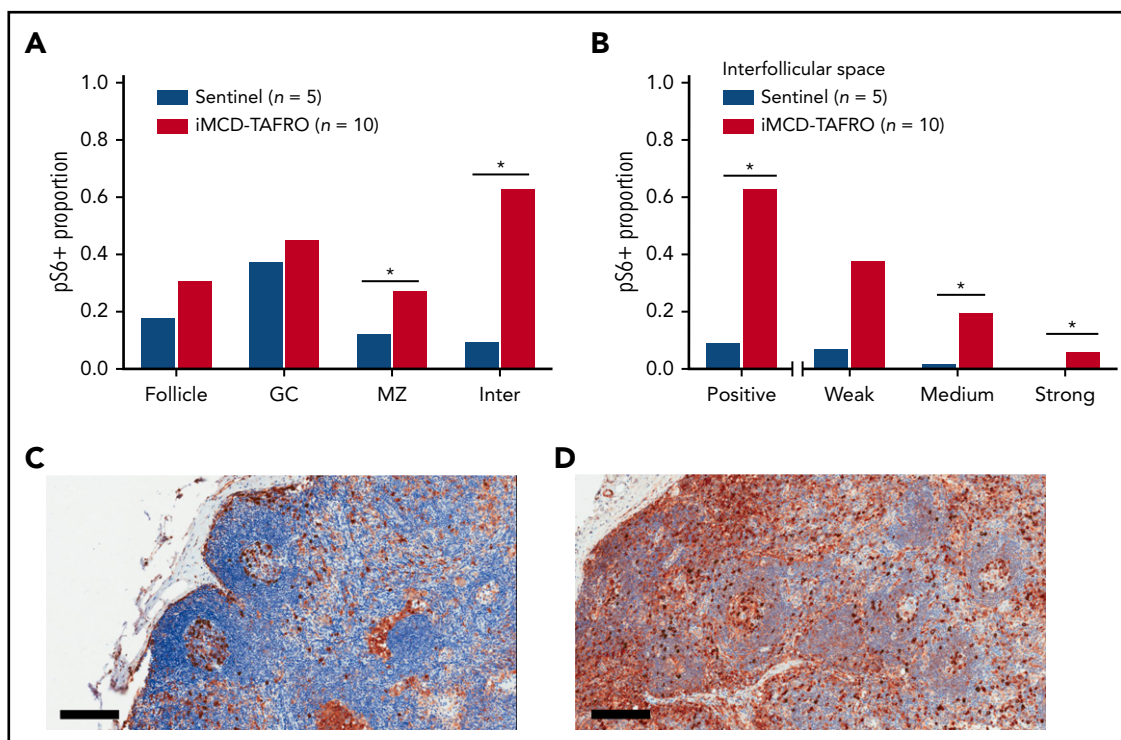 A
pS6+ proportion
1.0
0.8
0.6
0.4
0.2
0.0
Sentinel (n = 5)
iMCD-TAFRO (n = 10)
*
*
Follicle GC MZ Inter
B
pS6+ proportion
1.0
0.8
0.6
0.4
0.2
0.0
Interfollicular space
Sentinel (n = 5)
iMCD-TAFRO (n = 10)
*
*
*
Positive Weak Medium Strong
C
D